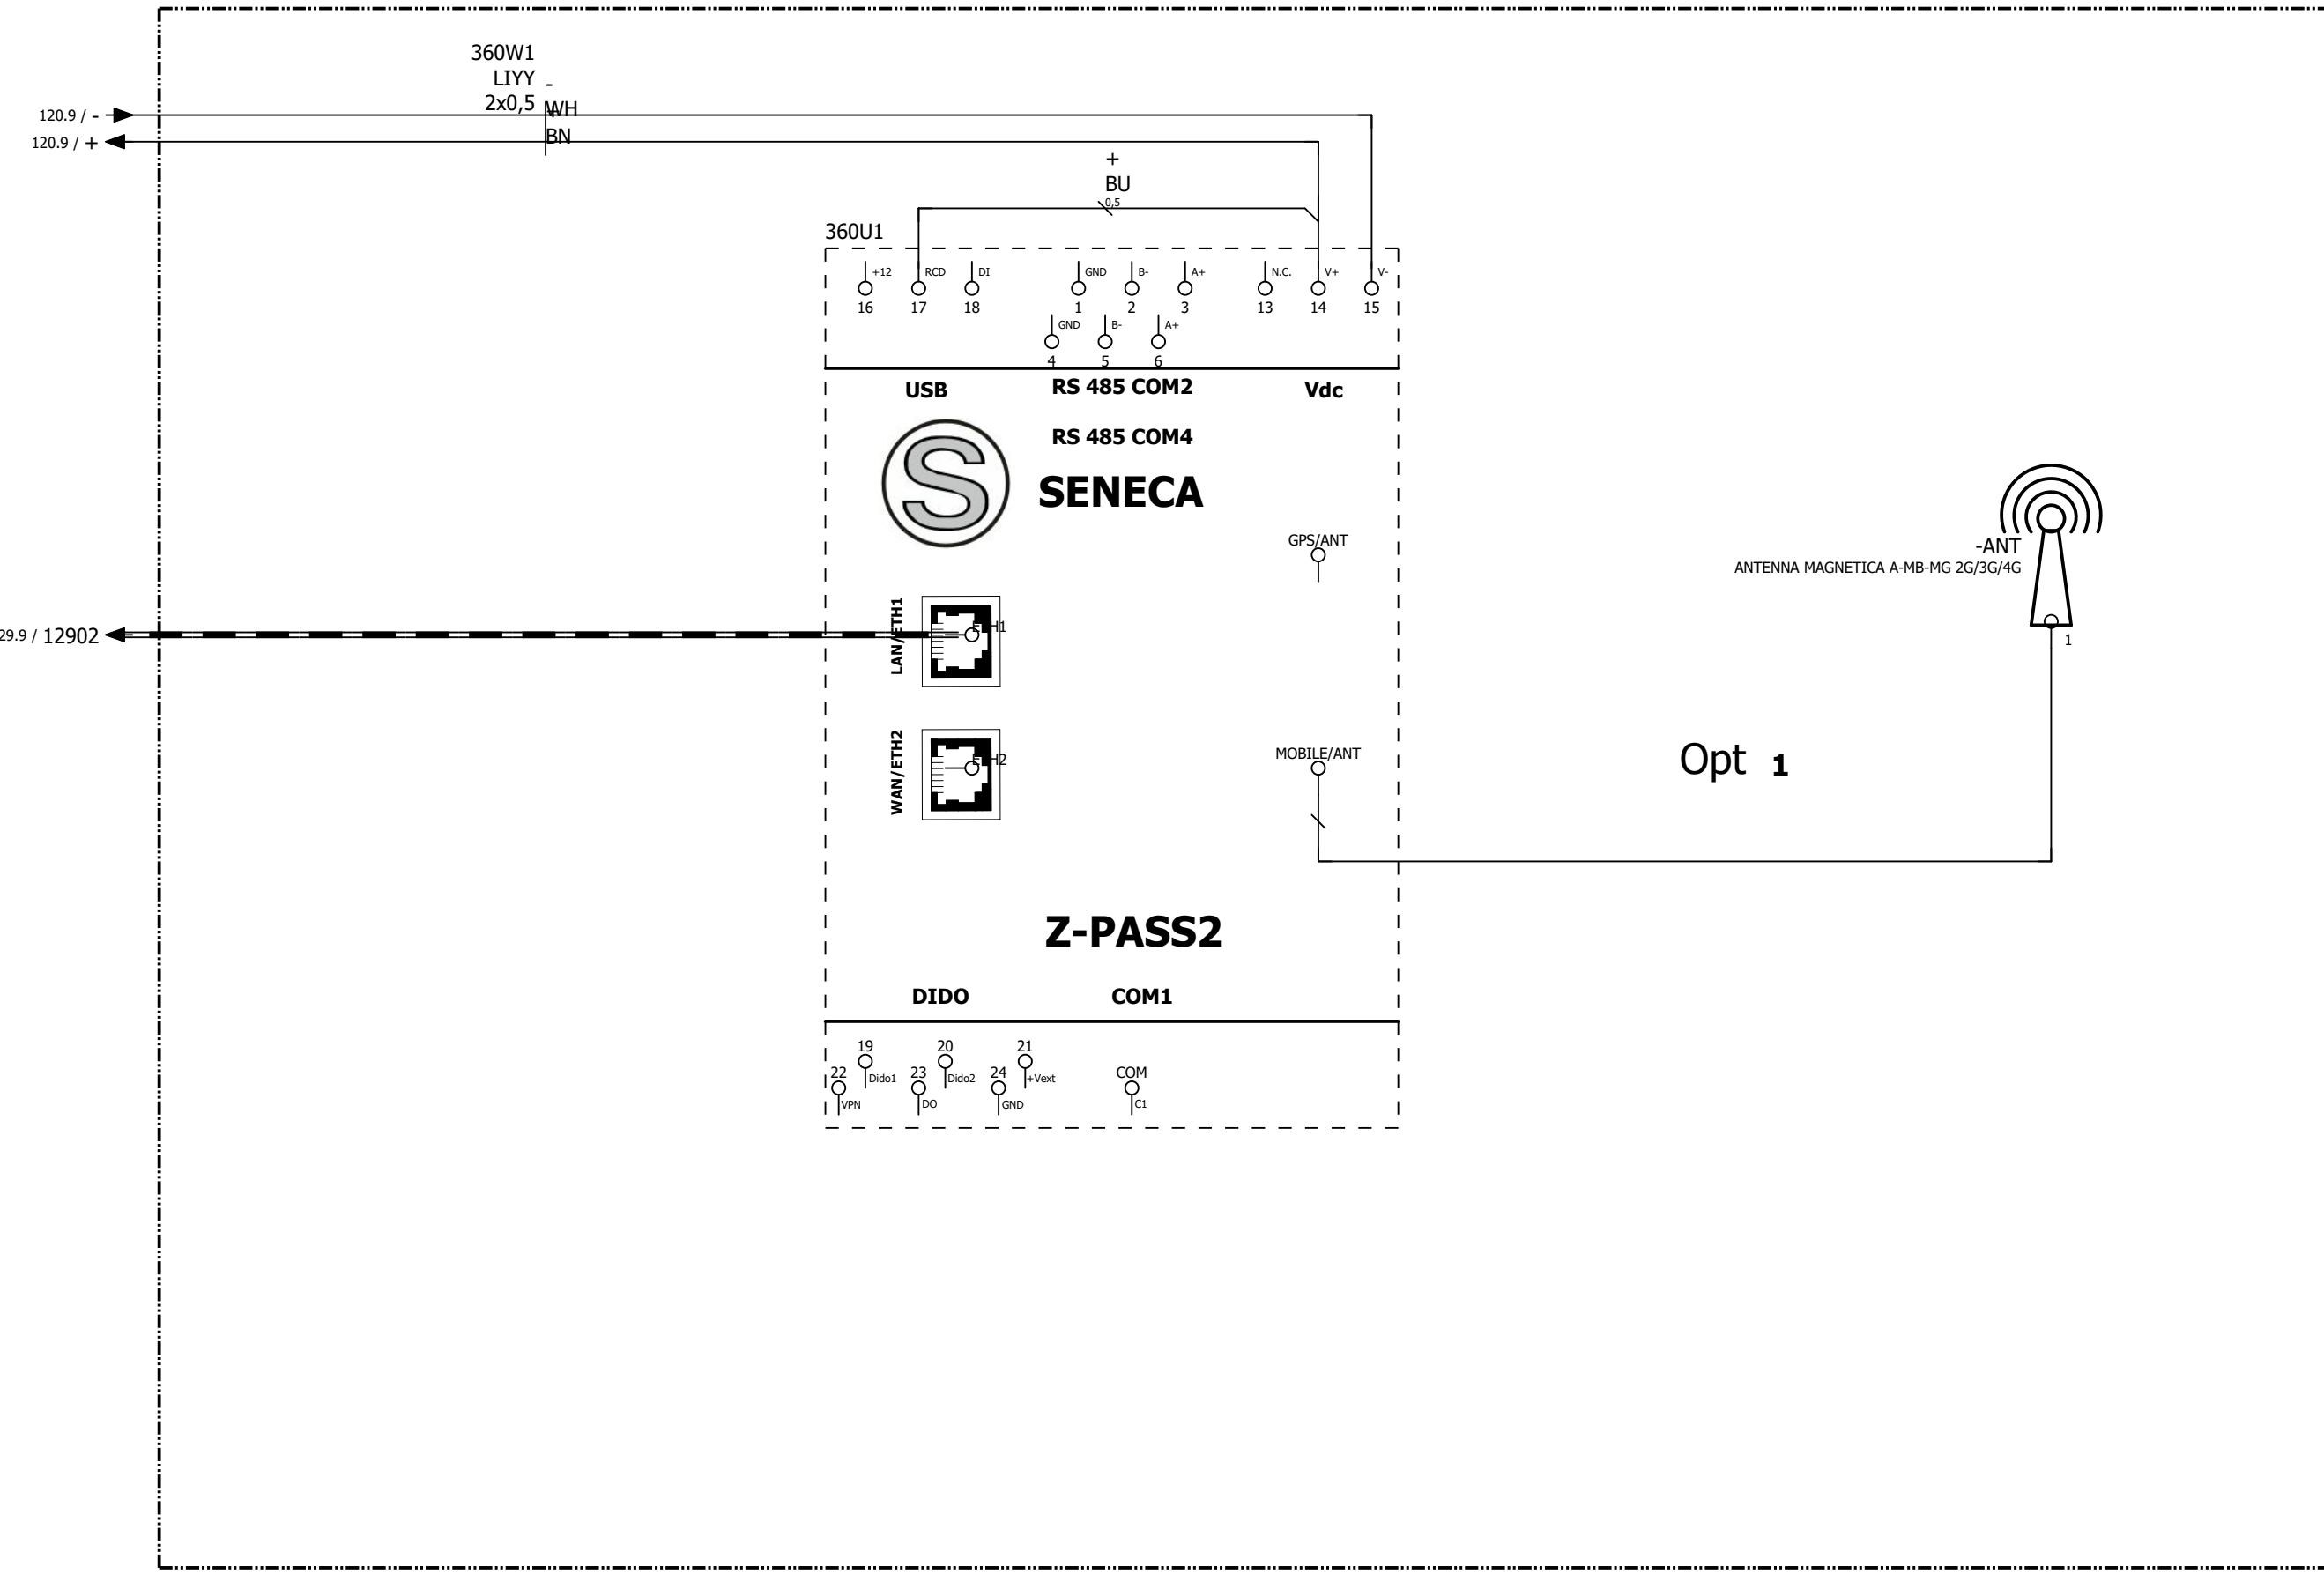 360W1
LIYY
2x0,5
-
WH
+
BN
120.9 / -
120.9 / +
+
BU
0,5
360U1
+12 RCD DI GND B- A+ N.C. V+ V-
16 17 18 1 2 3 13 14 15
GND B- A+
4 5 6
USB RS 485 COM2 Vdc
RS 485 COM4
S
SENECA
GPS/ANT
-ANT
ANTENNA MAGNETICA A-MB-MG 2G/3G/4G
1
29.9 / 12902
LAN/ETH1
ETH1
WAN/ETH2
ETH2
MOBILE/ANT
Opt 1
Z-PASS2
DIDO COM1
19 20 21
22 Dido1 23 Dido2 24 +Vext COM
VPN DO GND C1